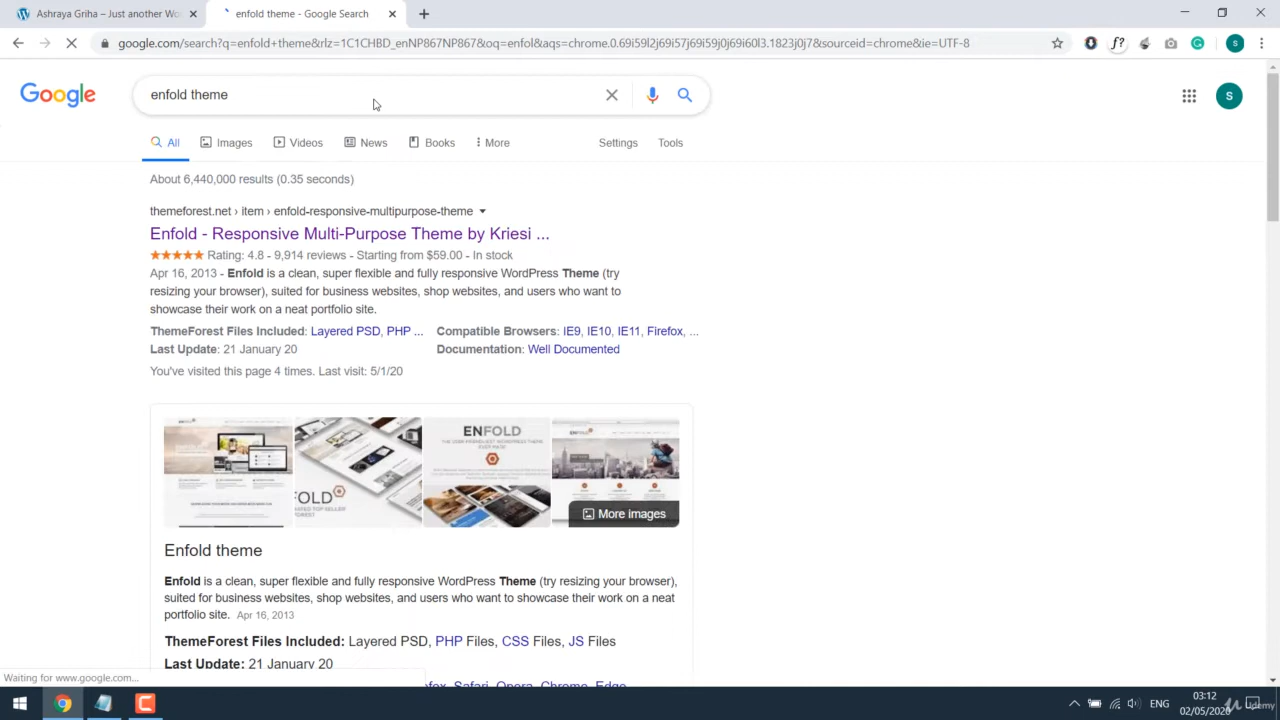 Ashraya Griha – Just another Wo
enfold theme - Google Search
google.com/search?q=enfold+theme&rlz=1C1CHBD_enNP867NP867&oq=enfol&aqs=chrome.0.69i59l2j69i57j69i59j0j69i60l3.1823j0j7&sourceid=chrome&ie=UTF-8
f?
S
Google
enfold theme
S
All
Images
Videos
News
Books
More
Settings
Tools
About 6,440,000 results (0.35 seconds)
themeforest.net › item › enfold-responsive-multipurpose-theme
Enfold - Responsive Multi-Purpose Theme by Kriesi ...
Rating: 4.8 - 9,914 reviews - Starting from $59.00 - In stock
Apr 16, 2013 - Enfold is a clean, super flexible and fully responsive WordPress Theme (try
resizing your browser), suited for business websites, shop websites, and users who want to
showcase their work on a neat portfolio site.
ThemeForest Files Included: Layered PSD, PHP ... Compatible Browsers: IE9, IE10, IE11, Firefox, ...
Last Update: 21 January 20 Documentation: Well Documented
You've visited this page 4 times. Last visit: 5/1/20
ENFOLD
More images
Enfold theme
Enfold is a clean, super flexible and fully responsive WordPress Theme (try resizing your browser),
suited for business websites, shop websites, and users who want to showcase their work on a neat
portfolio site. Apr 16, 2013
ThemeForest Files Included: Layered PSD, PHP Files, CSS Files, JS Files
Last Update: 21 January 20
Waiting for www.google.com...
Safari, Opera, Chrome, Edge
ENG
03:12
02/05/2020
Udemy